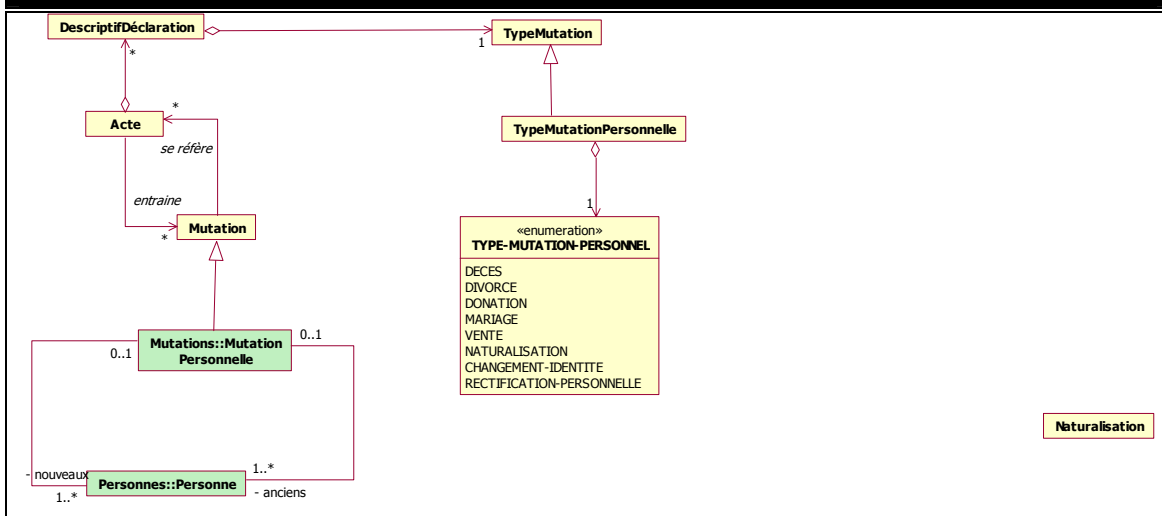 DescriptifDéclaration
TypeMutation
1
*
Acte
*
TypeMutationPersonnelle
se réfère
entraine
1
*
Mutation
«enumeration»
TYPE-MUTATION-PERSONNEL
DECES
DIVORCE
DONATION
MARIAGE
VENTE
NATURALISATION
CHANGEMENT-IDENTITE
RECTIFICATION-PERSONNELLE
0..1
0..1
Mutations::Mutation
Personnelle
Naturalisation
- nouveaux
1..*
Personnes::Personne
1..*
- anciens